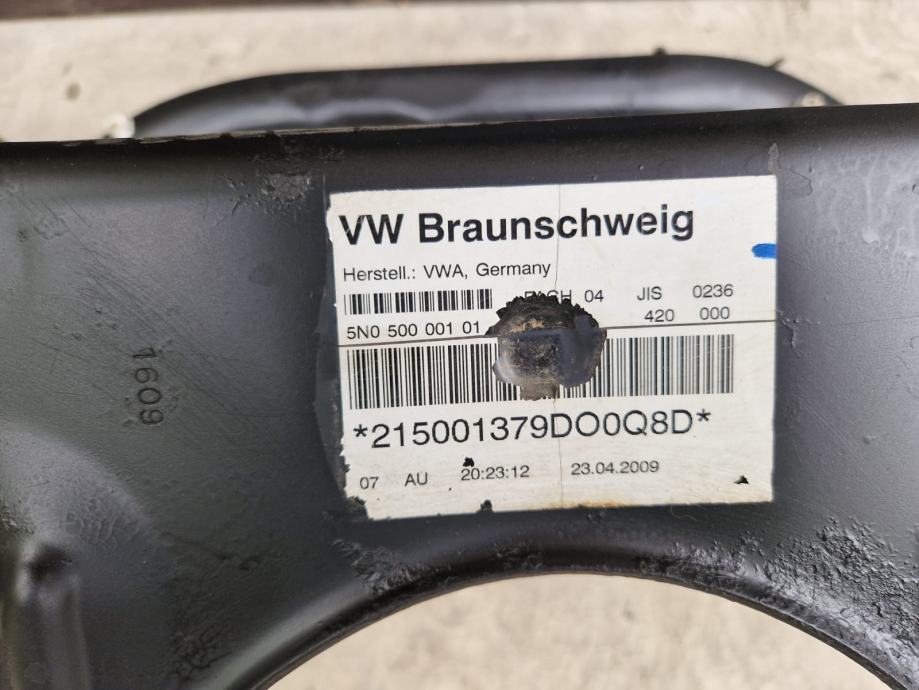 VW Braunschweig
Herstell.: VWA, Germany
04 JIS 0236
5N0 500 001 01 420 000
*215001379DO0Q8D*
07 AU 20:23:12 23.04.2009
1609